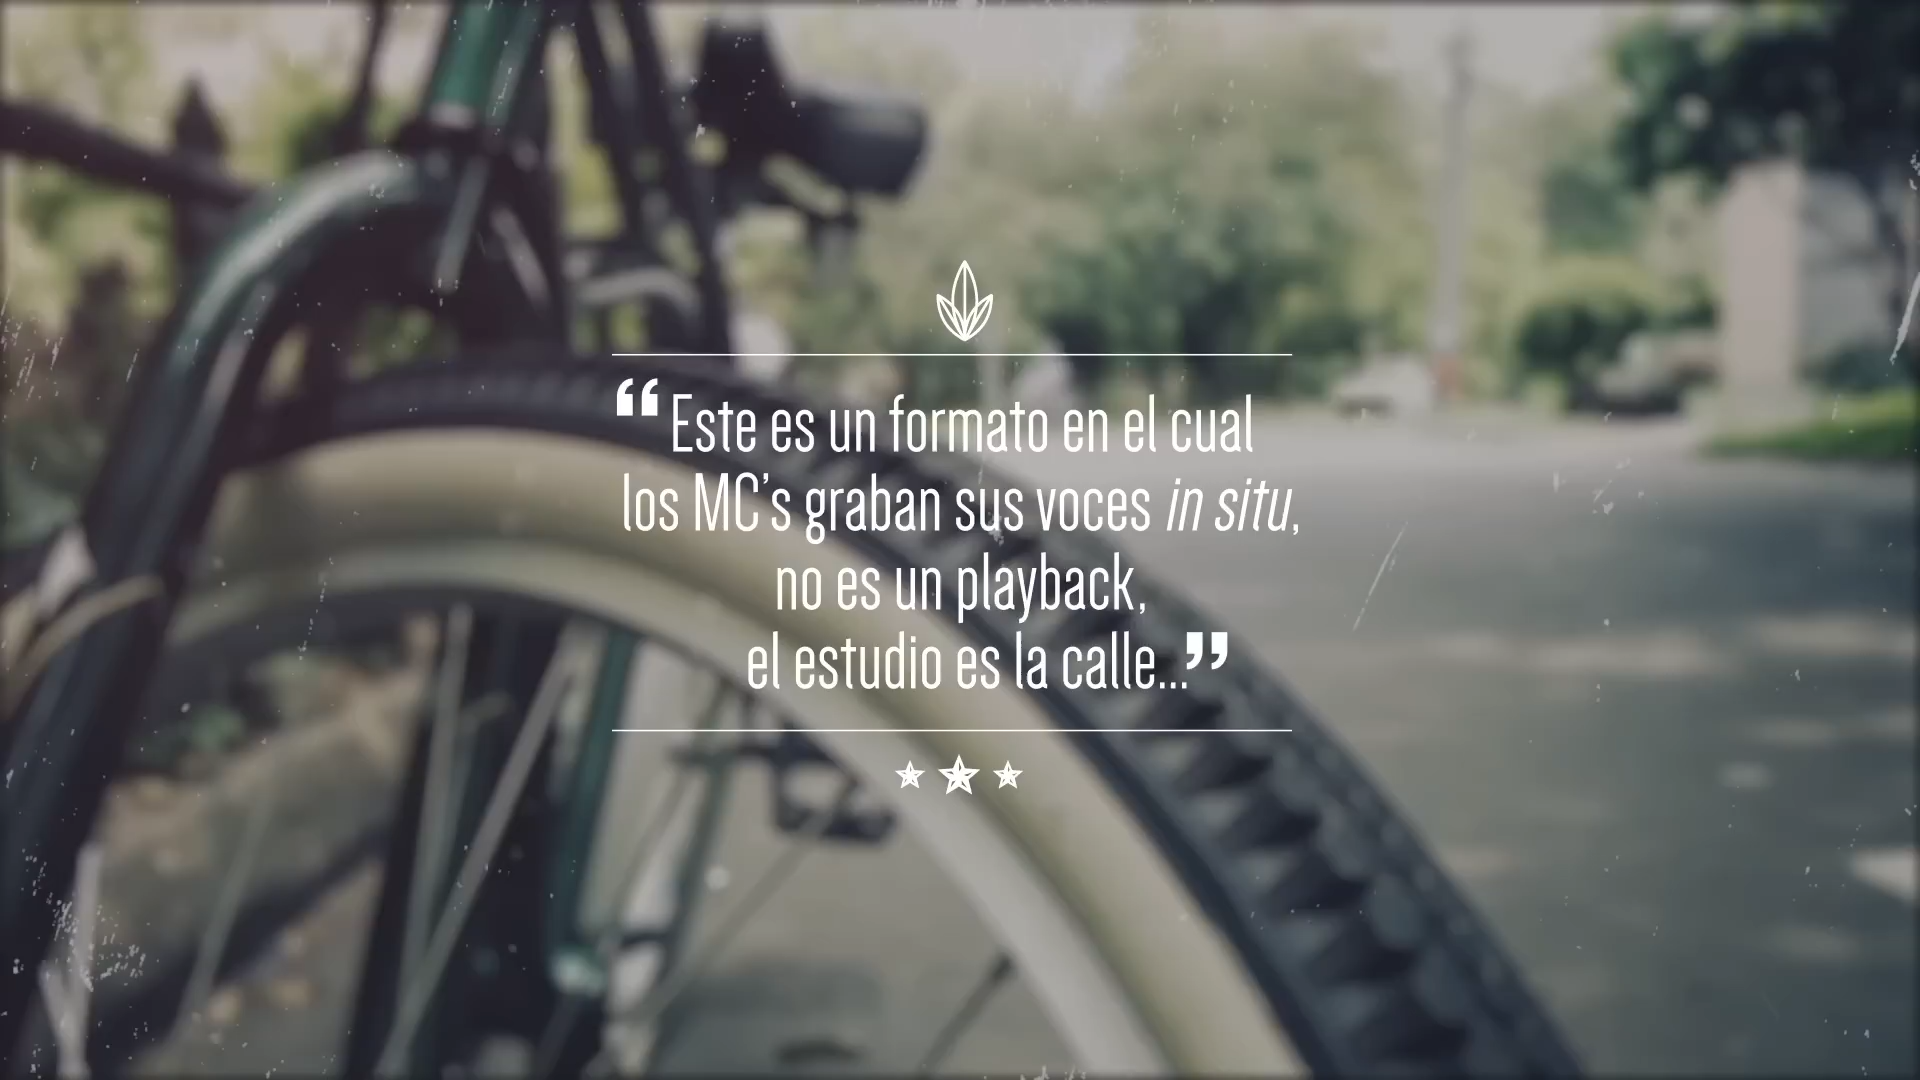 “Este es un formato en el cual
los MC’s graban sus voces in situ,
no es un playback,
el estudio es la calle...”